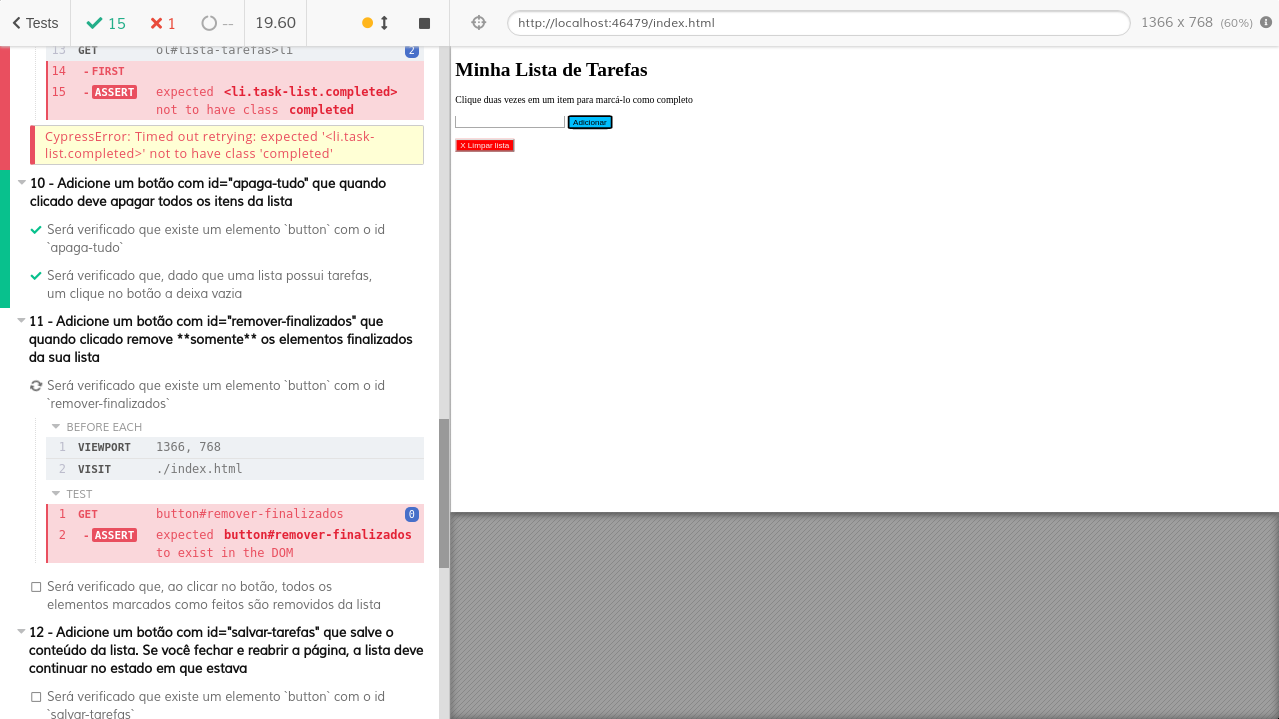 Tests 15 1 -- 19.60
http://localhost:46479/index.html 1366 x 768 (60%)
13 GET ol#lista-tarefas>li 2
14 - FIRST
15 - ASSERT expected <li.task-list.completed>
not to have class completed
CypressError: Timed out retrying: expected '<li.task-
list.completed>' not to have class 'completed'
10 - Adicione um botão com id="apaga-tudo" que quando
clicado deve apagar todos os itens da lista
Será verificado que existe um elemento `button` com o id
`apaga-tudo`
Será verificado que, dado que uma lista possui tarefas,
um clique no botão a deixa vazia
11 - Adicione um botão com id="remover-finalizados" que
quando clicado remove **somente** os elementos finalizados
da sua lista
Será verificado que existe um elemento `button` com o id
`remover-finalizados`
BEFORE EACH
1 VIEWPORT 1366, 768
2 VISIT ./index.html
TEST
1 GET button#remover-finalizados 0
2 - ASSERT expected button#remover-finalizados
to exist in the DOM
Será verificado que, ao clicar no botão, todos os
elementos marcados como feitos são removidos da lista
12 - Adicione um botão com id="salvar-tarefas" que salve o
conteúdo da lista. Se você fechar e reabrir a página, a lista deve
continuar no estado em que estava
Será verificado que existe um elemento `button` com o id
`salvar-tarefas`
Minha Lista de Tarefas
Clique duas vezes em um item para marcá-lo como completo
Adicionar
X Limpar lista